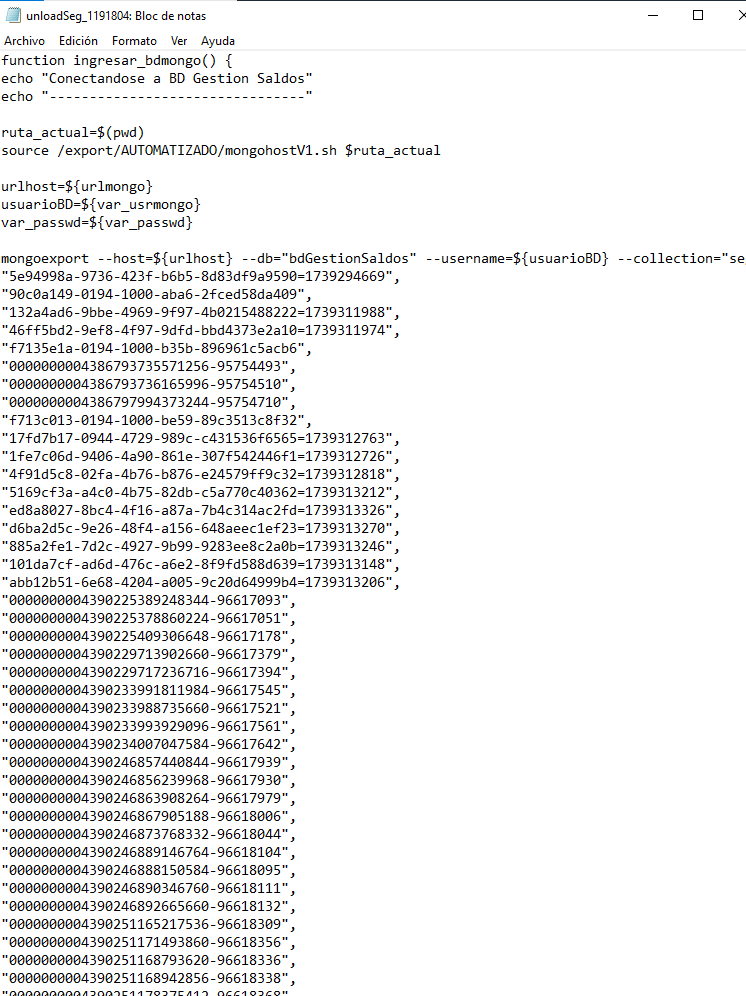 unloadSeg_1191804: Bloc de notas
Archivo Edición Formato Ver Ayuda
function ingresar_bdmongo() {
echo "Conectandose a BD Gestion Saldos"
echo "--------------------------------"
ruta_actual=$(pwd)
source /export/AUTOMATIZADO/mongohostV1.sh $ruta_actual
urlhost=${urlmongo}
usuarioBD=${var_usrmongo}
var_passwd=${var_passwd}
mongoexport --host=${urlhost} --db="bdGestionSaldos" --username=${usuarioBD} --collection="se
"5e94998a-9736-423f-b6b5-8d83df9a9590=1739294669",
"90c0a149-0194-1000-aba6-2fced58da409",
"132a4ad6-9bbe-4969-9f97-4b0215488222=1739311988",
"46ff5bd2-9ef8-4f97-9dfd-bbd4373e2a10=1739311974",
"f7135e1a-0194-1000-b35b-896961c5acb6",
"0000000004386793735571256-95754493",
"0000000004386793736165996-95754510",
"0000000004386797994373244-95754710",
"f713c013-0194-1000-be59-89c3513c8f32",
"17fd7b17-0944-4729-989c-c431536f6565=1739312763",
"1fe7c06d-9406-4a90-861e-307f542446f1=1739312726",
"4f91d5c8-02fa-4b76-b876-e24579ff9c32=1739312818",
"5169cf3a-a4c0-4b75-82db-c5a770c40362=1739313212",
"ed8a8027-8bc4-4f16-a87a-7b4c314ac2fd=1739313326",
"d6ba2d5c-9e26-48f4-a156-648aeec1ef23=1739313270",
"885a2fe1-7d2c-4927-9b99-9283ee8c2a0b=1739313246",
"101da7cf-ad6d-476c-a6e2-8f9fd588d639=1739313148",
"abb12b51-6e68-4204-a005-9c20d64999b4=1739313206",
"0000000004390225389248344-96617093",
"0000000004390225378860224-96617051",
"0000000004390225409306648-96617178",
"0000000004390229713902660-96617379",
"0000000004390229717236716-96617394",
"0000000004390233991811984-96617545",
"0000000004390233988735660-96617521",
"0000000004390233993929096-96617561",
"0000000004390234007047584-96617642",
"0000000004390246857440844-96617939",
"0000000004390246856239968-96617930",
"0000000004390246863908264-96617979",
"0000000004390246867905188-96618006",
"0000000004390246873768332-96618044",
"0000000004390246889146764-96618104",
"0000000004390246888150584-96618095",
"0000000004390246890346760-96618111",
"0000000004390246892665660-96618132",
"0000000004390251165217536-96618309",
"0000000004390251171493860-96618356",
"0000000004390251168793620-96618336",
"0000000004390251168942856-96618338",
"0000000004390251178375412-96618368",